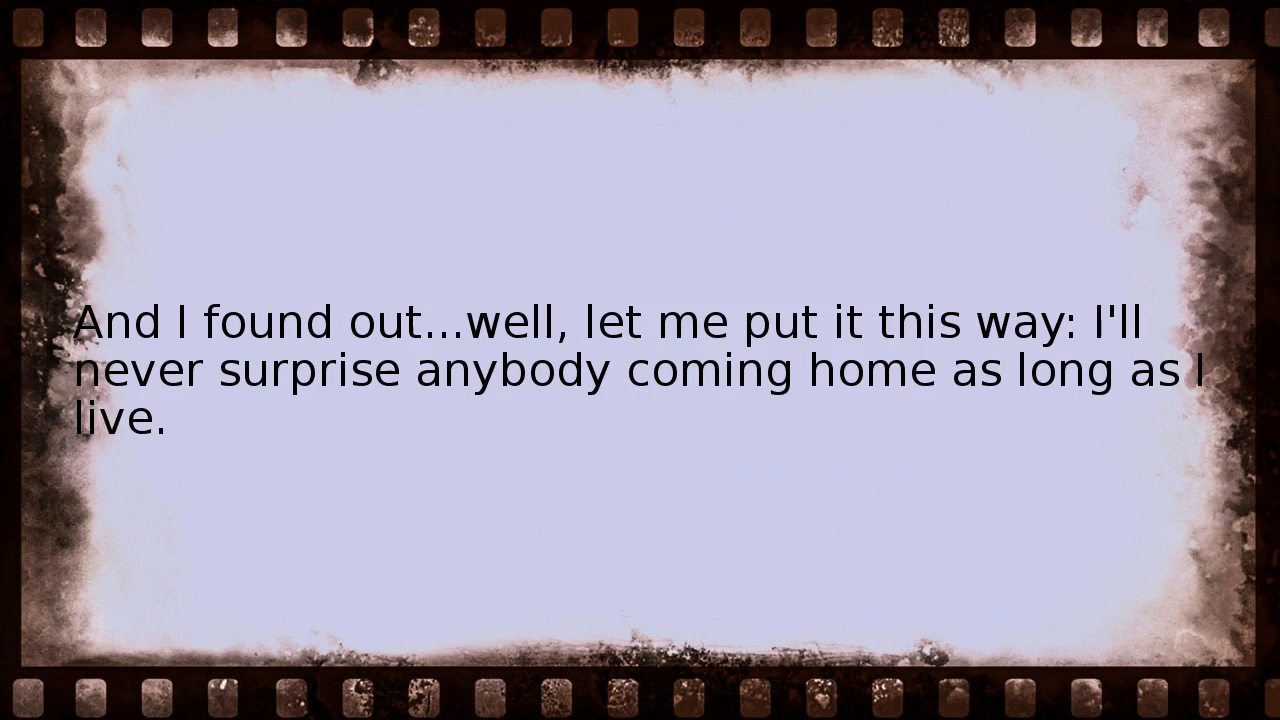 And I found out...well, let me put it this way: I'll
never surprise anybody coming home as long as I
live.